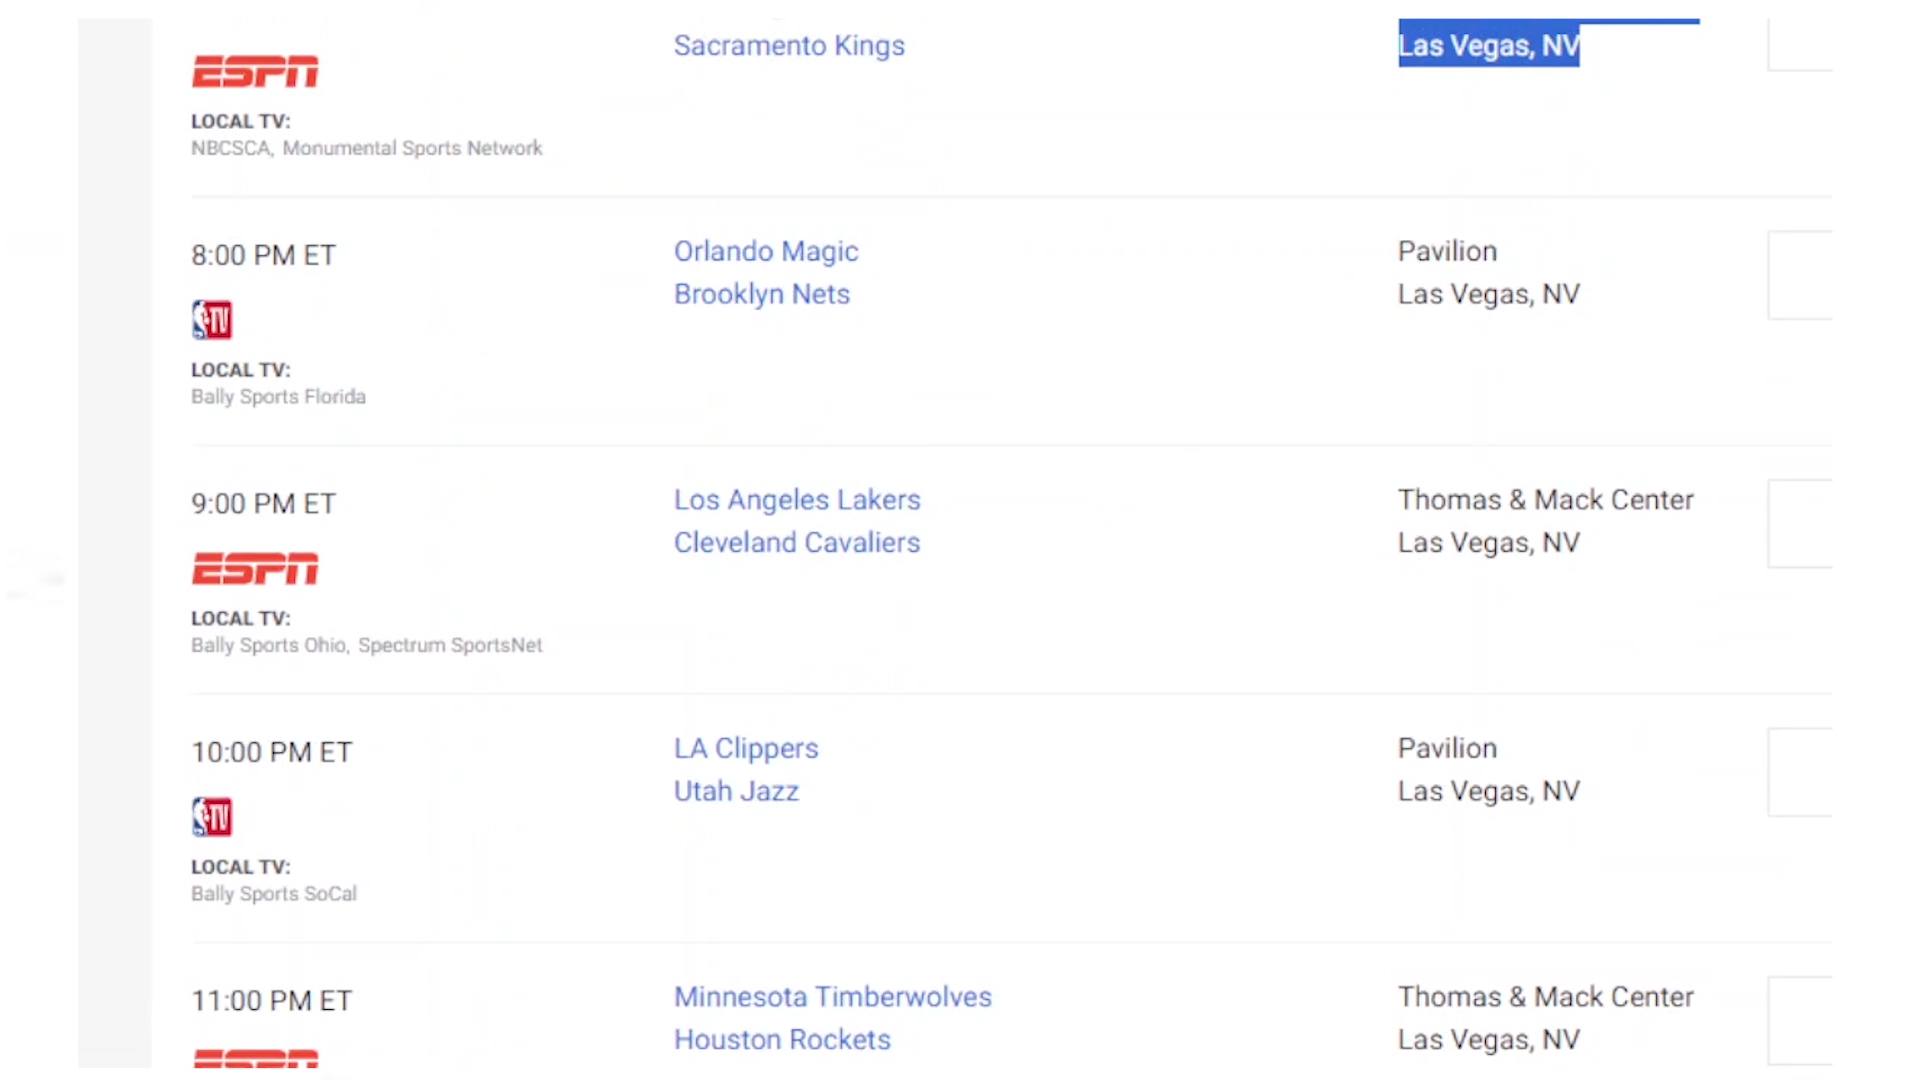 Sacramento Kings
Las Vegas, NV
ESPN
LOCAL TV:
NBCSCA, Monumental Sports Network
8:00 PM ET
Orlando Magic
Brooklyn Nets
Pavilion
Las Vegas, NV
TV
LOCAL TV:
Bally Sports Florida
9:00 PM ET
Los Angeles Lakers
Cleveland Cavaliers
Thomas & Mack Center
Las Vegas, NV
ESPN
LOCAL TV:
Bally Sports Ohio, Spectrum SportsNet
10:00 PM ET
LA Clippers
Utah Jazz
Pavilion
Las Vegas, NV
TV
LOCAL TV:
Bally Sports SoCal
11:00 PM ET
Minnesota Timberwolves
Houston Rockets
Thomas & Mack Center
Las Vegas, NV
ESPN